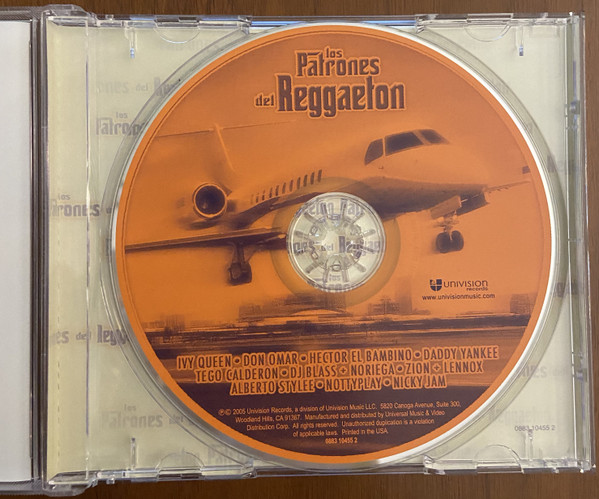 los
Patrones
del Reggaeton
univision
records
www.univisionmusic.com
IVY QUEEN • DON OMAR • HECTOR EL BAMBINO • DADDY YANKEE
TEGO CALDERON • DJ BLASS • NORIEGA • ZION • LENNOX
ALBERTO STYLEE • NOTTYPLAY • NICKY JAM
℗© 2005 Univision Records, a division of Univision Music LLC. 5820 Canoga Avenue, Suite 300,
Woodland Hills, CA 91367. Manufactured and distributed by Universal Music & Video
Distribution Corp. All rights reserved. Unauthorized duplication is a violation
of applicable laws. Printed in the USA.
0883 10455 2
0883 10455 2
los
Patrones